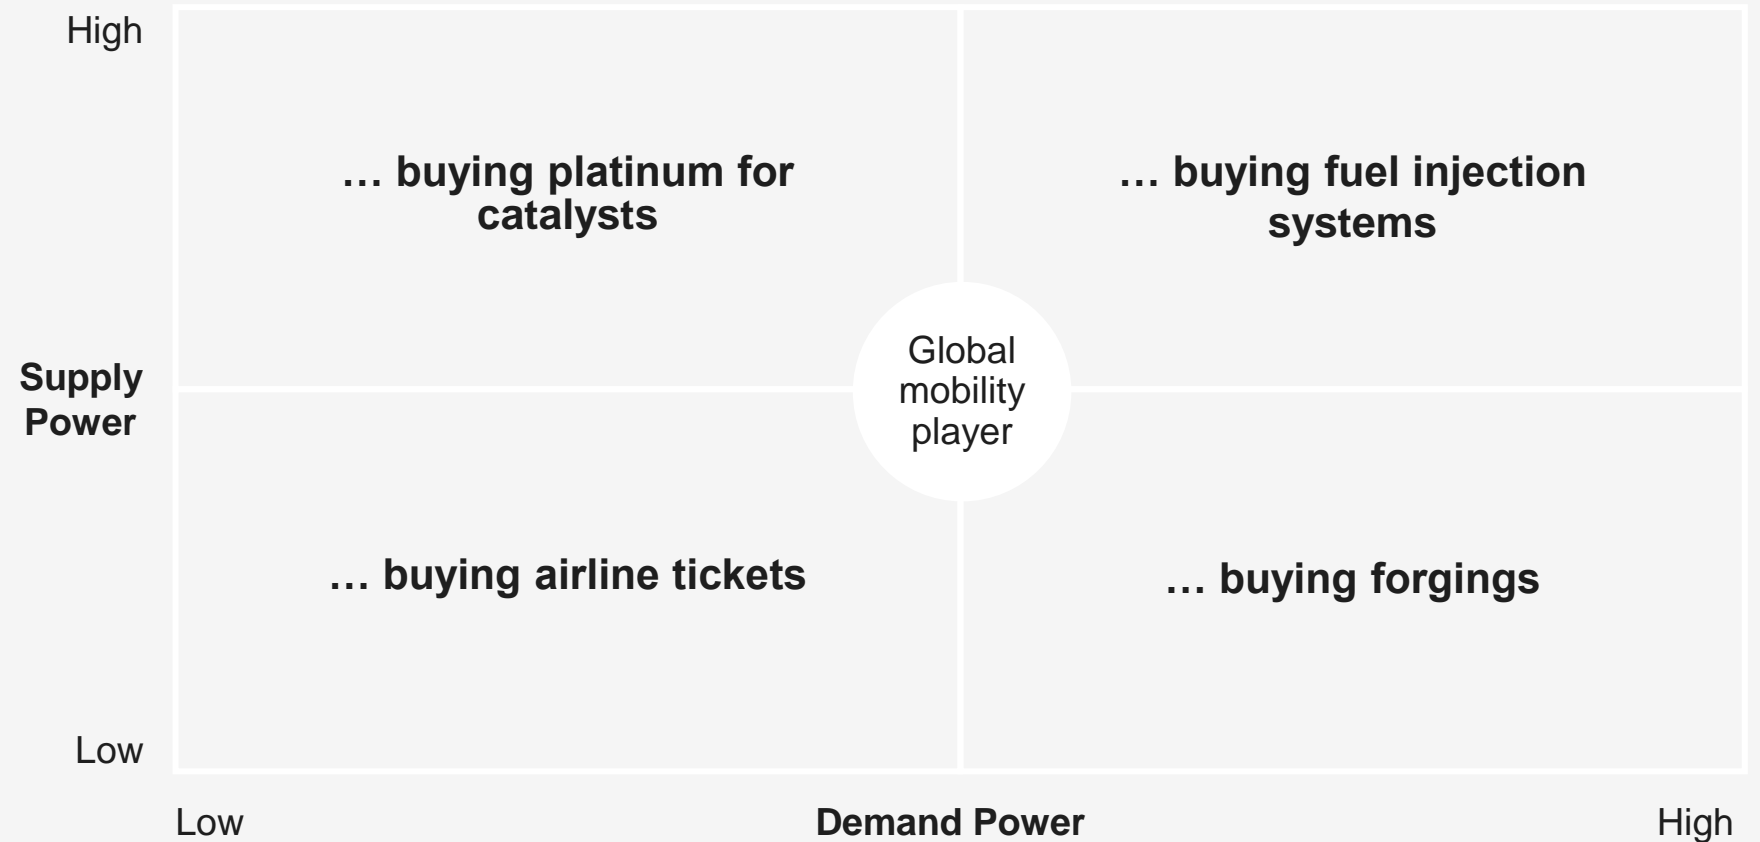 High
… buying platinum for
catalysts
… buying fuel injection
systems
Supply
Power
Global
mobility
player
… buying airline tickets
… buying forgings
Low
Low
Demand Power
High